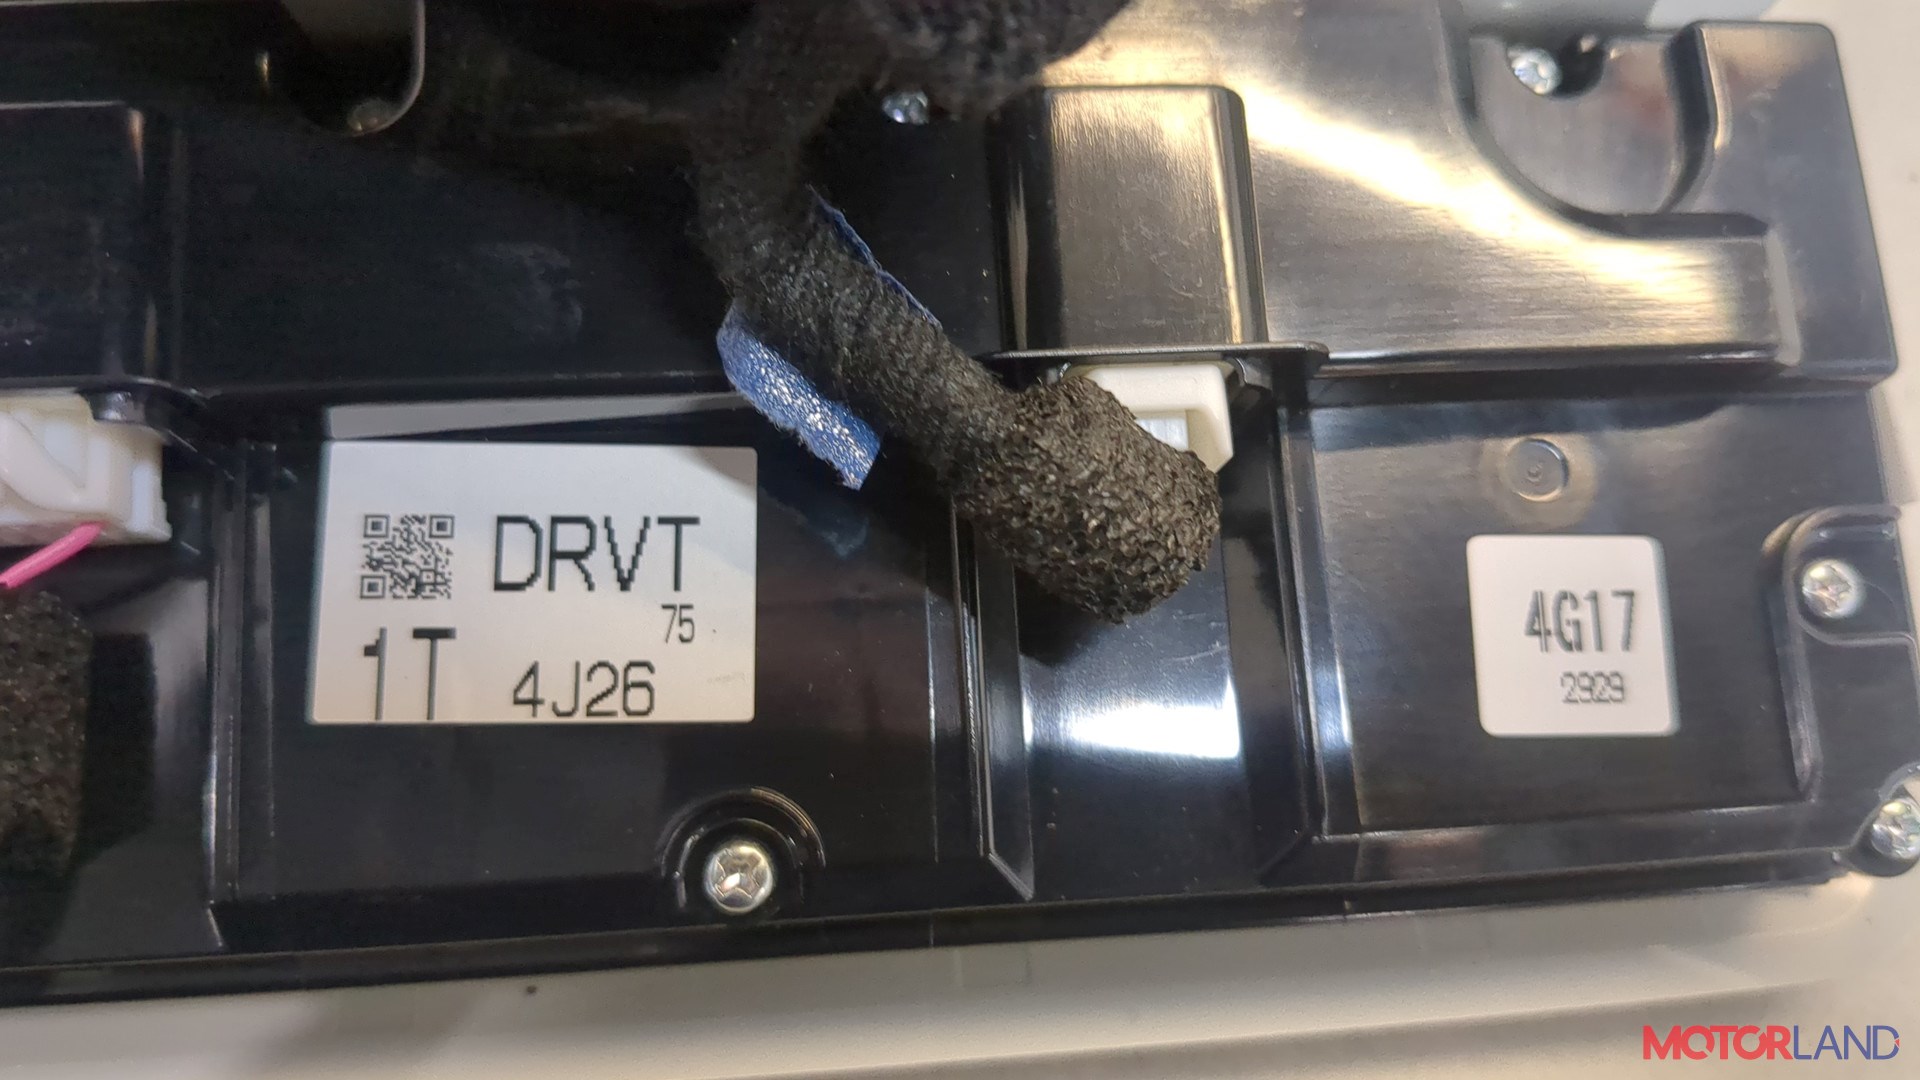 DRVT
75
1T 4J26
4G17
2929
MOTORLAND